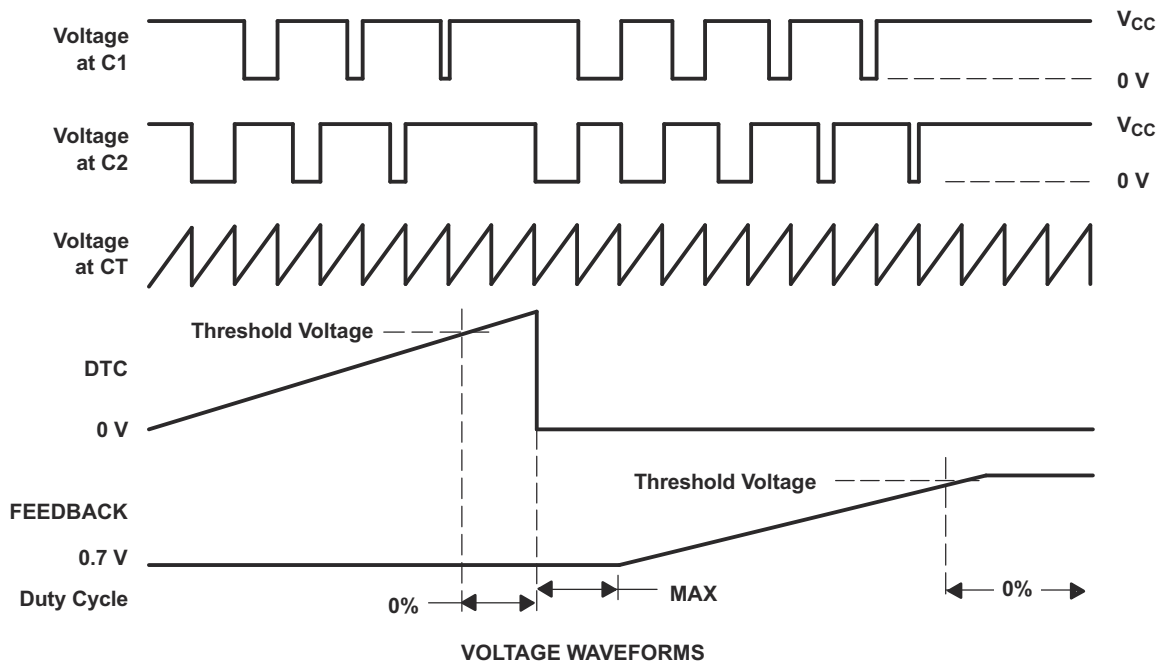 Voltage
at C1
VCC
0 V
Voltage
at C2
VCC
0 V
Voltage
at CT
Threshold Voltage
DTC
0 V
Threshold Voltage
FEEDBACK
0.7 V
Duty Cycle
0%
MAX
0%
VOLTAGE WAVEFORMS